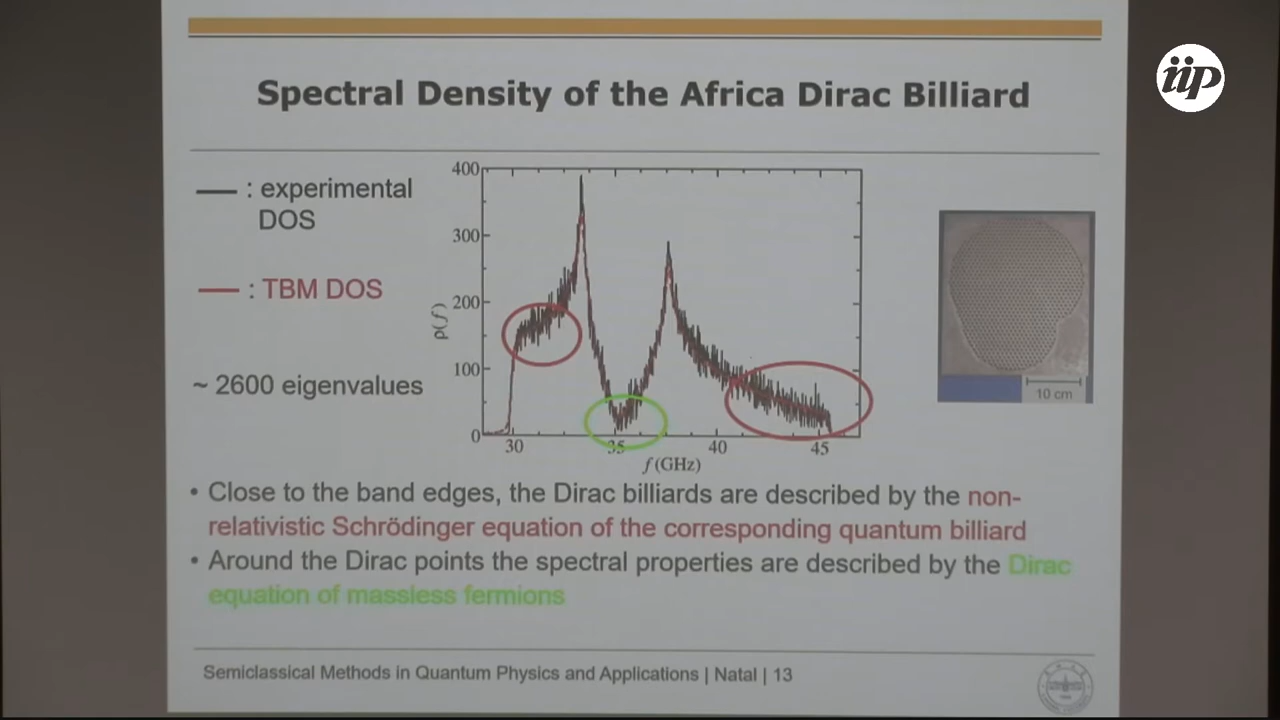 iip
Spectral Density of the Africa Dirac Billiard
: experimental
DOS
: TBM DOS
~ 2600 eigenvalues
400
300
200
100
0
ρ(f)
30
35
40
45
f(GHz)
10 cm
• Close to the band edges, the Dirac billiards are described by the non-
relativistic Schrödinger equation of the corresponding quantum billiard
• Around the Dirac points the spectral properties are described by the Dirac
equation of massless fermions
Semiclassical Methods in Quantum Physics and Applications | Natal | 13